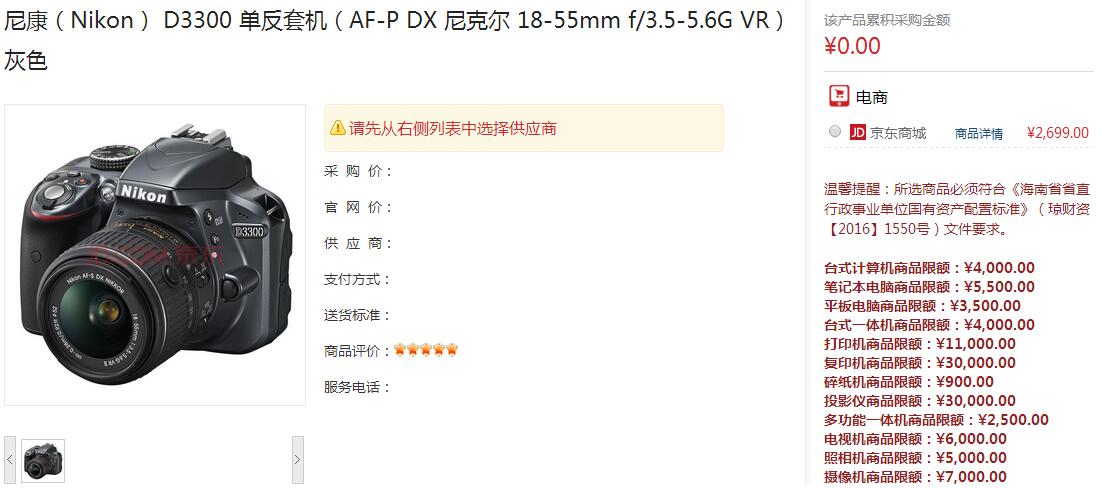 尼康（Nikon） D3300 单反套机（AF-P DX 尼克尔 18-55mm f/3.5-5.6G VR）
灰色
Nikon
D3300
Nikon AF-S DX NIKKOR
请先从右侧列表中选择供应商
采 购 价：
官 网 价：
供 应 商：
支付方式：
送货标准：
商品评价：
服务电话：
该产品累积采购金额
¥0.00
电商
JD 京东商城 商品详情 ¥2,699.00
温馨提醒：所选商品必须符合《海南省省直
行政事业单位国有资产配置标准》（琼财资
【2016】1550号）文件要求。
台式计算机商品限额：¥4,000.00
笔记本电脑商品限额：¥5,500.00
平板电脑商品限额：¥3,500.00
台式一体机商品限额：¥4,000.00
打印机商品限额：¥11,000.00
复印机商品限额：¥30,000.00
碎纸机商品限额：¥900.00
投影仪商品限额：¥30,000.00
多功能一体机商品限额：¥2,500.00
电视机商品限额：¥6,000.00
照相机商品限额：¥5,000.00
摄像机商品限额：¥7,000.00